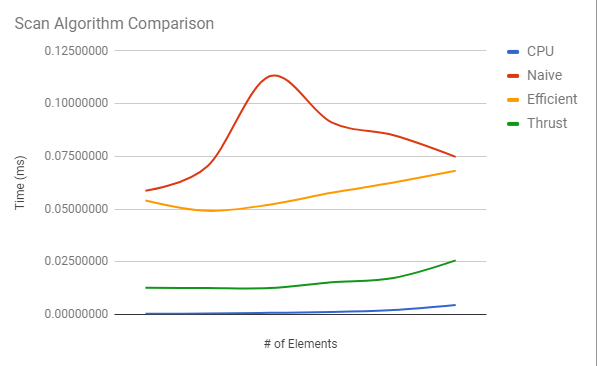 Scan Algorithm Comparison
0.12500000
0.10000000
0.07500000
0.05000000
0.02500000
0.00000000
Time (ms)
# of Elements
CPU
Naive
Efficient
Thrust